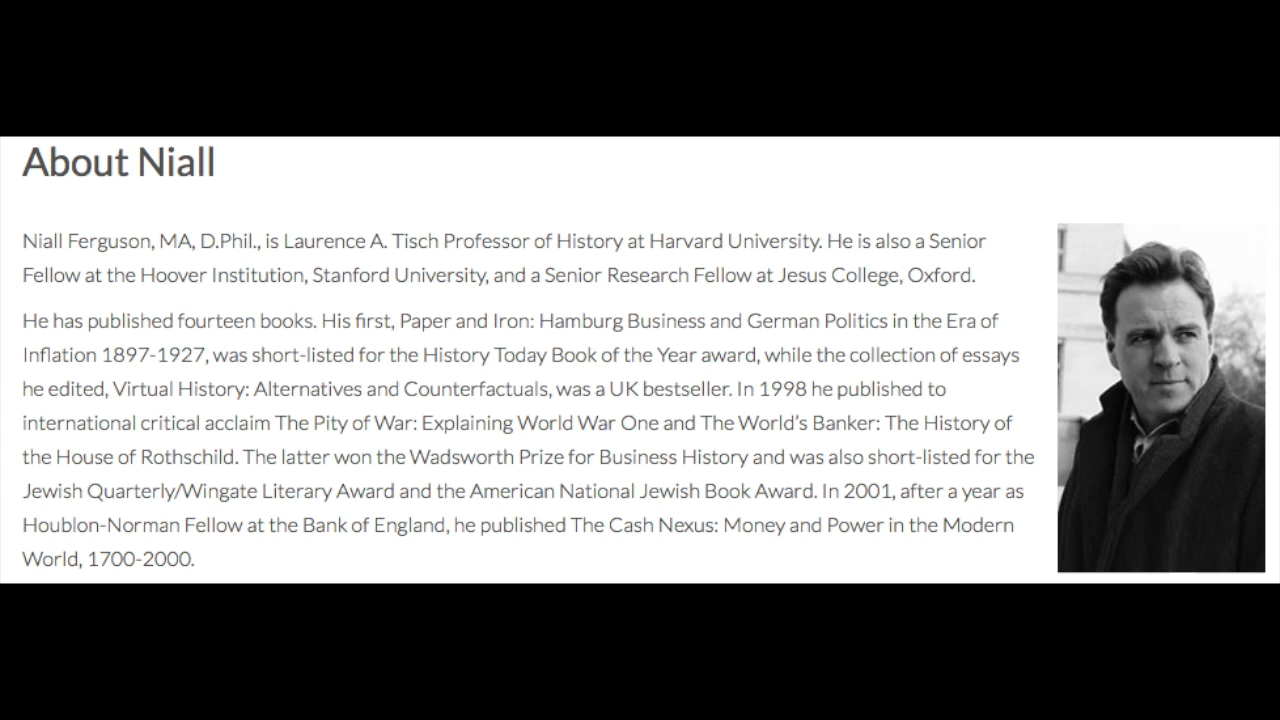 About Niall
Niall Ferguson, MA, D.Phil., is Laurence A. Tisch Professor of History at Harvard University. He is also a Senior
Fellow at the Hoover Institution, Stanford University, and a Senior Research Fellow at Jesus College, Oxford.
He has published fourteen books. His first, Paper and Iron: Hamburg Business and German Politics in the Era of
Inflation 1897-1927, was short-listed for the History Today Book of the Year award, while the collection of essays
he edited, Virtual History: Alternatives and Counterfactuals, was a UK bestseller. In 1998 he published to
international critical acclaim The Pity of War: Explaining World War One and The World’s Banker: The History of
the House of Rothschild. The latter won the Wadsworth Prize for Business History and was also short-listed for the
Jewish Quarterly/Wingate Literary Award and the American National Jewish Book Award. In 2001, after a year as
Houblon-Norman Fellow at the Bank of England, he published The Cash Nexus: Money and Power in the Modern
World, 1700-2000.